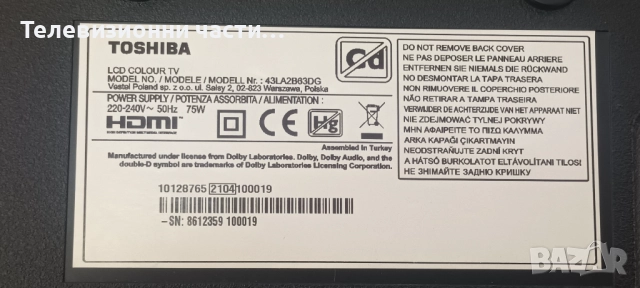 Телевизионни части...
TOSHIBA
LCD COLOUR TV
MODEL NO. / MODELE / MODELL Nr. : 43LA2B63DG
Vestel Poland sp. z o.o. ul. Salsy 2, 02-823 Warszawa, Polska
POWER SUPPLY / POTENZA ASSORBITA / ALIMENTATION :
220-240V~ 50Hz 75W
HDMI
HIGH-DEFINITION MULTIMEDIA INTERFACE
CE
EAC
Hg
Cd
Assembled in Turkey
Manufactured under license from Dolby Laboratories. Dolby, Dolby Audio, and the
double-D symbol are trademarks of Dolby Laboratories Licensing Corporation.
10128765 2104 100019
-SN: 8612359 100019
DO NOT REMOVE BACK COVER
NE PAS DEPOSER LE PANNEAU ARRIERE
ENTFERNEN SIE NIEMALS DIE RÜCKWAND
NO DESMONTAR LA TAPA TRASERA
NON RIMUOVERE IL COPERCHIO POSTERIORE
NÃO RETIRAR A TAMPA TRASEIRA
VERWIJDER DE ACHTERZIJDE VAN HET APPARAAT NIET
NIE ZDEJMOWAĆ TYLNEJ POKRYWY
ΜΗΝ ΑΦΑΙΡΕΙΤΕ ΤΟ ΠΙΣΩ ΚΑΛΥΜΜΑ
ARKA KAPAĞI ÇIKARTMAYIN
NEODSTRAŇUJTE ZADNÍ KRYT
A HÁTSÓ BURKOLATOT ELTÁVOLÍTANI TILOS!
НЕ ЗНІМАЙТЕ ЗАДНЮ КРИШКУ
BAZAR